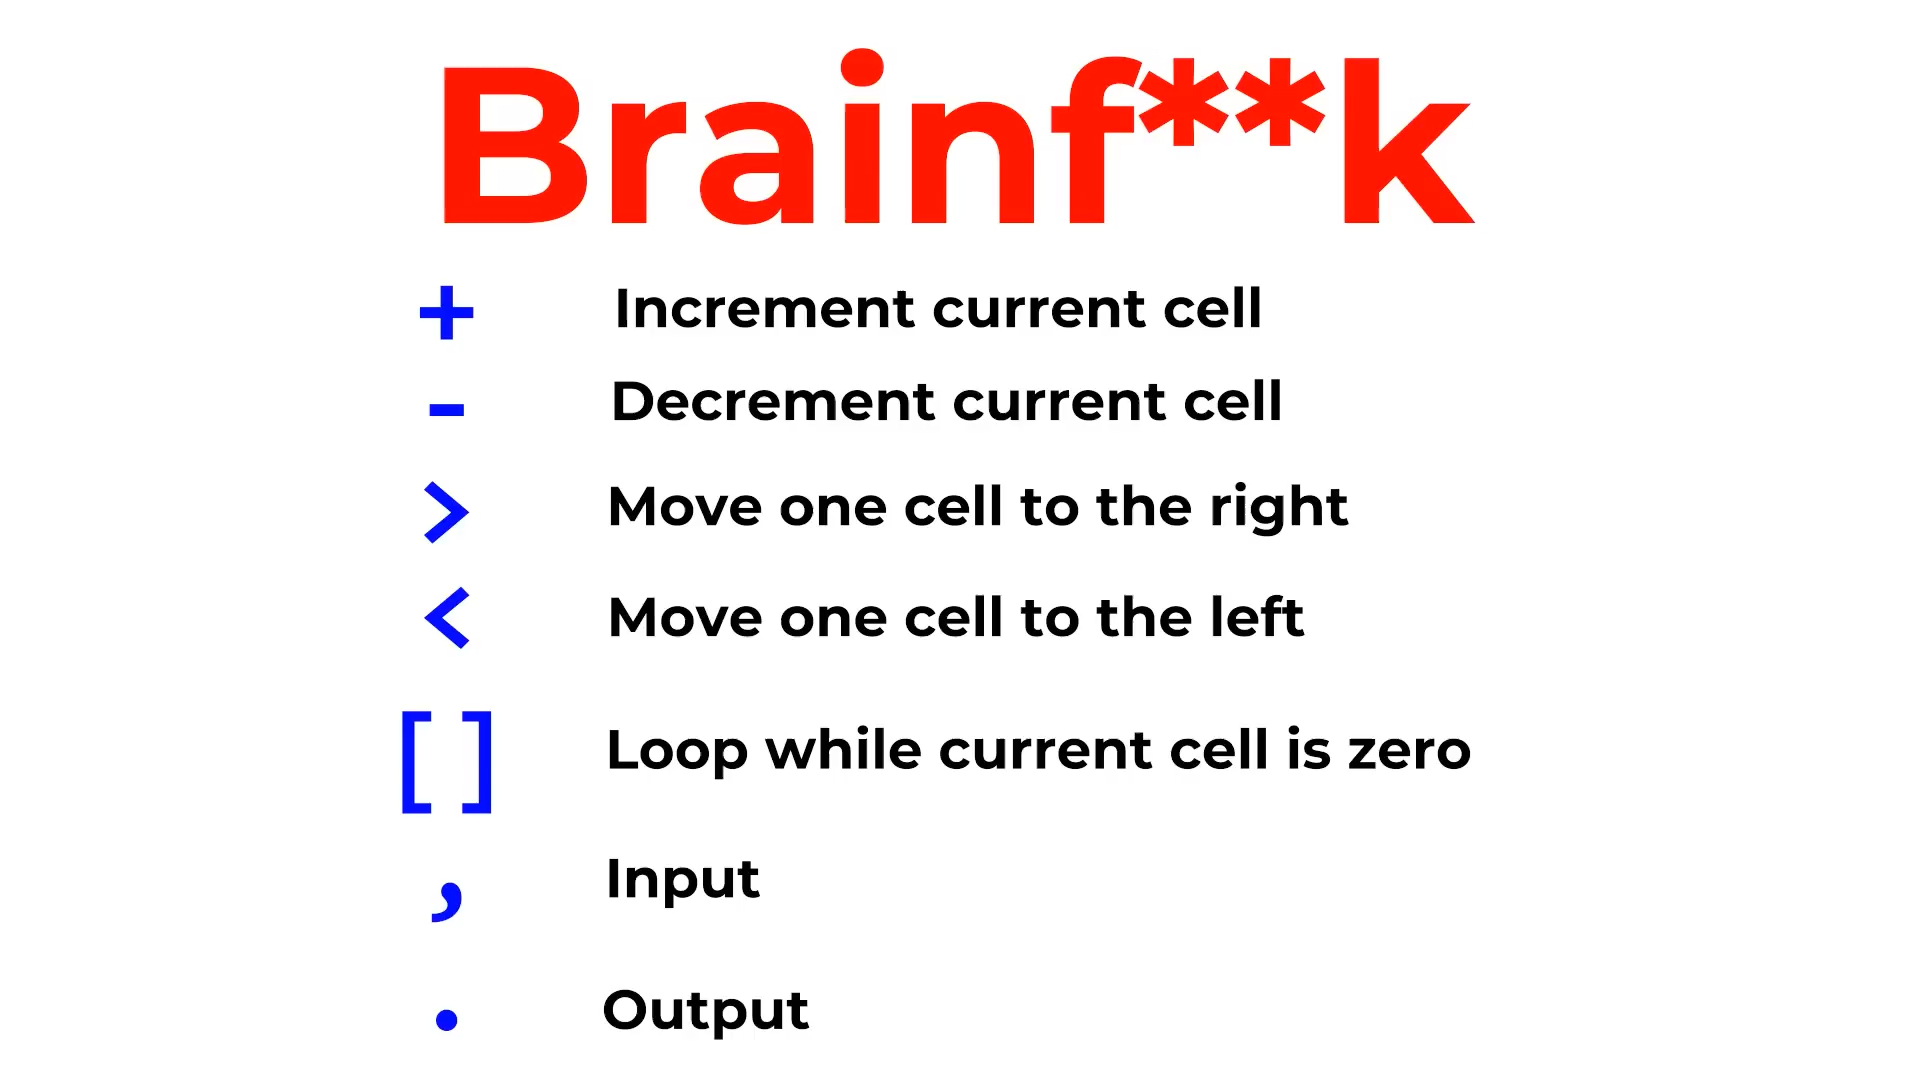 Brainf**k
+ Increment current cell
- Decrement current cell
> Move one cell to the right
< Move one cell to the left
[ ] Loop while current cell is zero
, Input
. Output